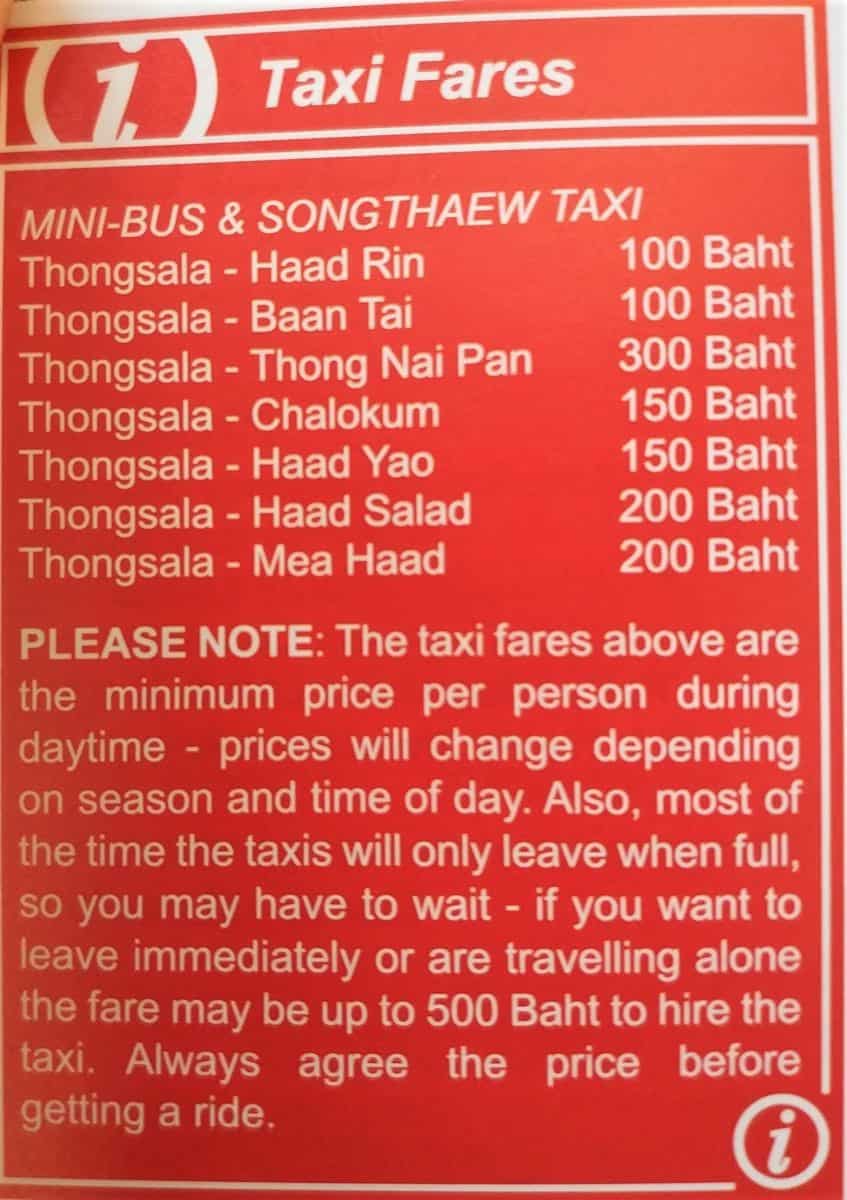 i Taxi Fares
MINI-BUS & SONGTHAEW TAXI
Thongsala - Haad Rin 100 Baht
Thongsala - Baan Tai 100 Baht
Thongsala - Thong Nai Pan 300 Baht
Thongsala - Chalokum 150 Baht
Thongsala - Haad Yao 150 Baht
Thongsala - Haad Salad 200 Baht
Thongsala - Mea Haad 200 Baht
PLEASE NOTE: The taxi fares above are
the minimum price per person during
daytime - prices will change depending
on season and time of day. Also, most of
the time the taxis will only leave when full,
so you may have to wait - if you want to
leave immediately or are travelling alone
the fare may be up to 500 Baht to hire the
taxi. Always agree the price before
getting a ride.
i